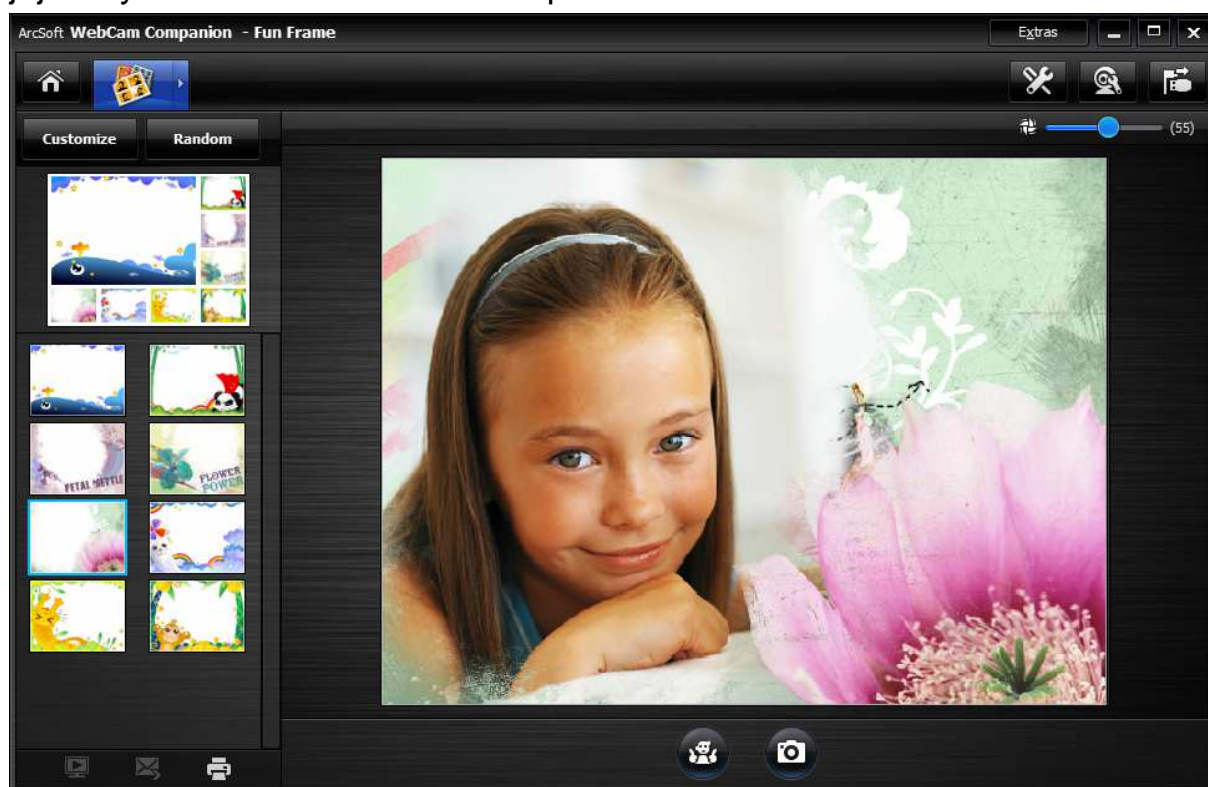 ArcSoft WebCam Companion - Fun Frame
Extras
(55)
Customize Random
PETAL METTLE
FLOWER
POWER